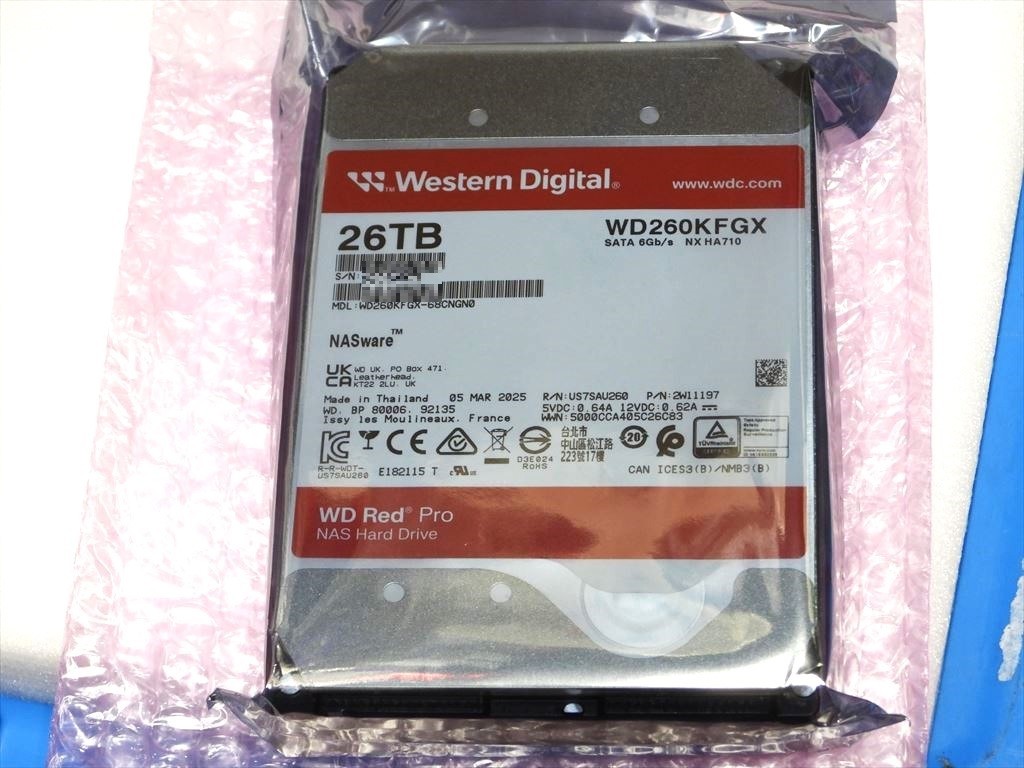 Western Digital®
www.wdc.com
26TB
WD260KFGX
SATA 6Gb/s NX HA710
S/N:
MDL: WD260KFGX-68CNGN0
NASware™
UK
CA
WD UK, PO Box 471,
Leatherhead,
KT22 2LU, UK
Made in Thailand 05 MAR 2025
WD, BP 80006, 92135
Issy les Moulineaux, France
R/N: US7SAU260 P/N: 2W11197
5VDC: 0.64A 12VDC: 0.62A
WWN: 5000CCA405C26C83
R-R-WDT-
US7SAU260
E182115 T
D3E024
RoHS
台北市
中山區松江路
223號17樓
20
TÜVRheinland
CAN ICES3(B)/NMB3(B)
WD Red® Pro
NAS Hard Drive